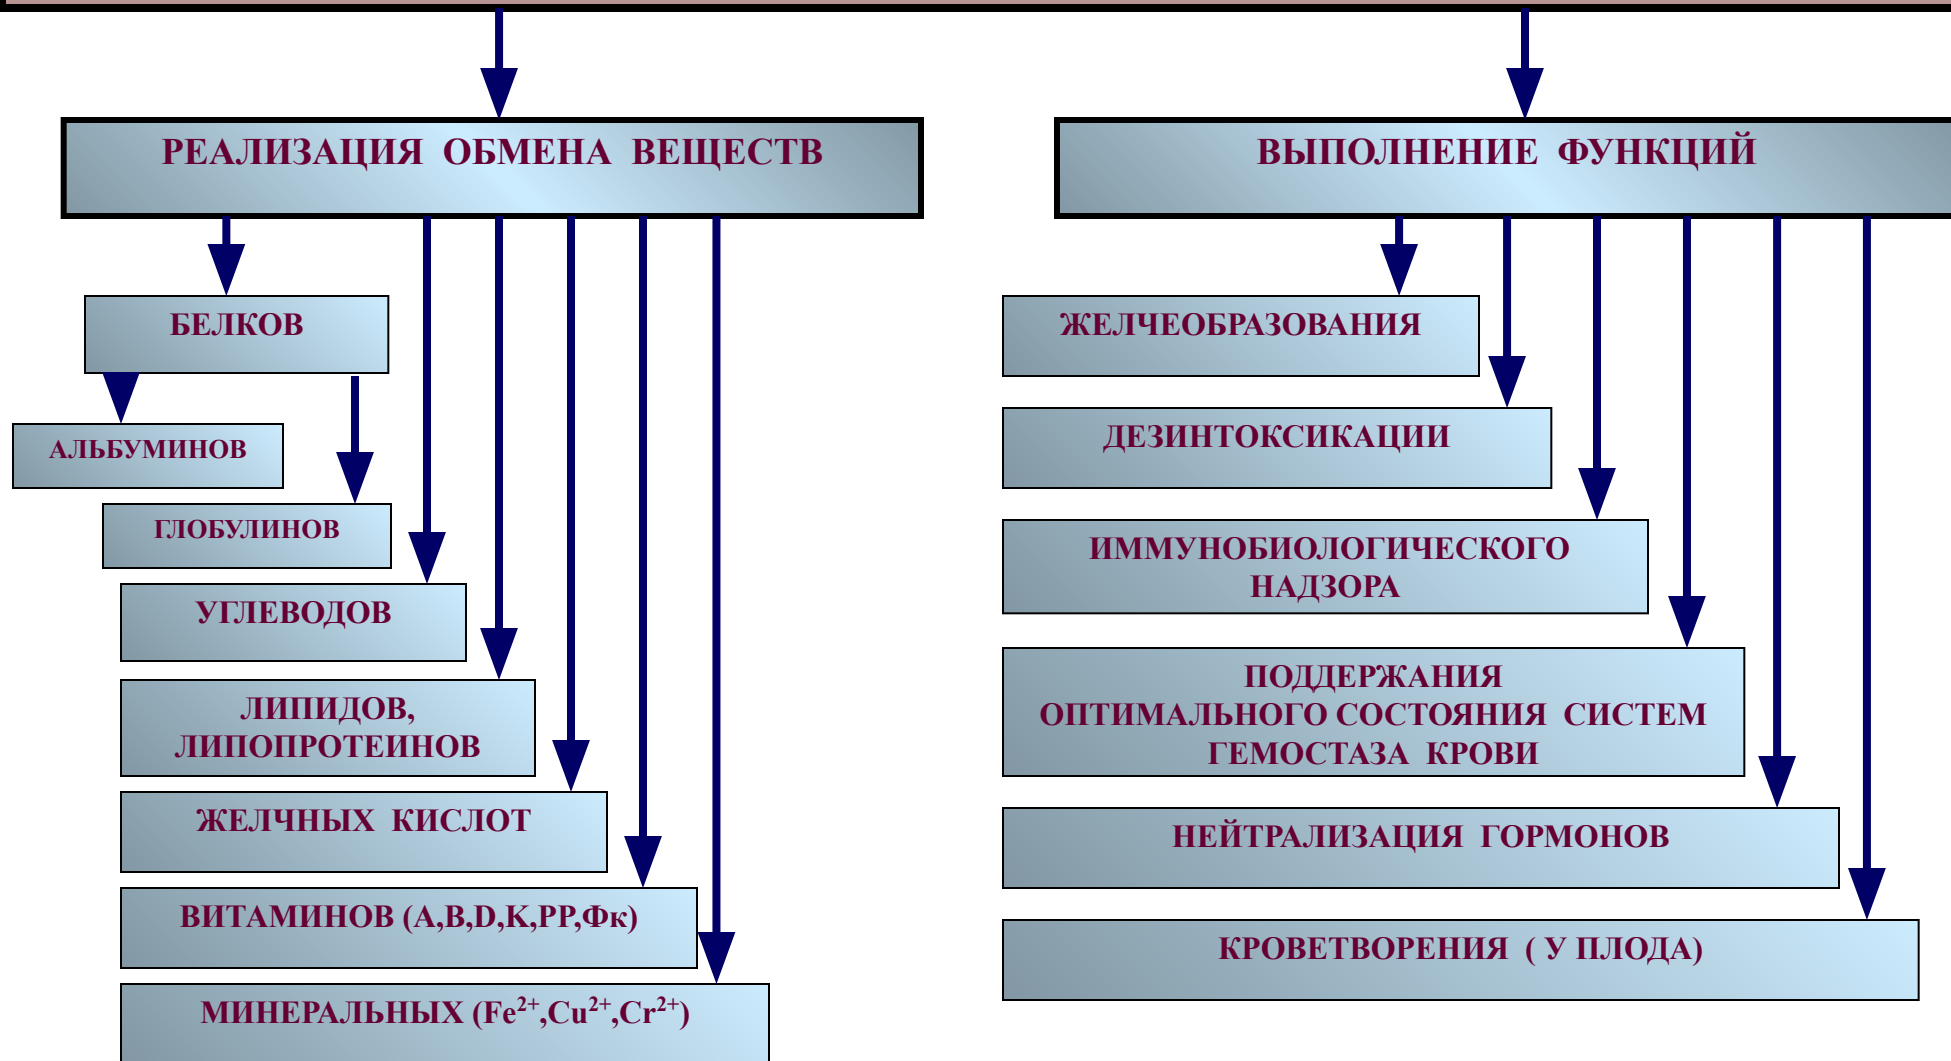 РЕАЛИЗАЦИЯ ОБМЕНА ВЕЩЕСТВ
БЕЛКОВ
АЛЬБУМИНОВ
ГЛОБУЛИНОВ
УГЛЕВОДОВ
ЛИПИДОВ,
ЛИПОПРОТЕИНОВ
ЖЕЛЧНЫХ КИСЛОТ
ВИТАМИНОВ (A,B,D,K,PP,Фк)
МИНЕРАЛЬНЫХ (Fe²⁺,Cu²⁺,Cr²⁺)
ВЫПОЛНЕНИЕ ФУНКЦИЙ
ЖЕЛЧЕОБРАЗОВАНИЯ
ДЕЗИНТОКСИКАЦИИ
ИММУНОБИОЛОГИЧЕСКОГО
НАДЗОРА
ПОДДЕРЖАНИЯ
ОПТИМАЛЬНОГО СОСТОЯНИЯ СИСТЕМ
ГЕМОСТАЗА КРОВИ
НЕЙТРАЛИЗАЦИЯ ГОРМОНОВ
КРОВЕТВОРЕНИЯ ( У ПЛОДА)